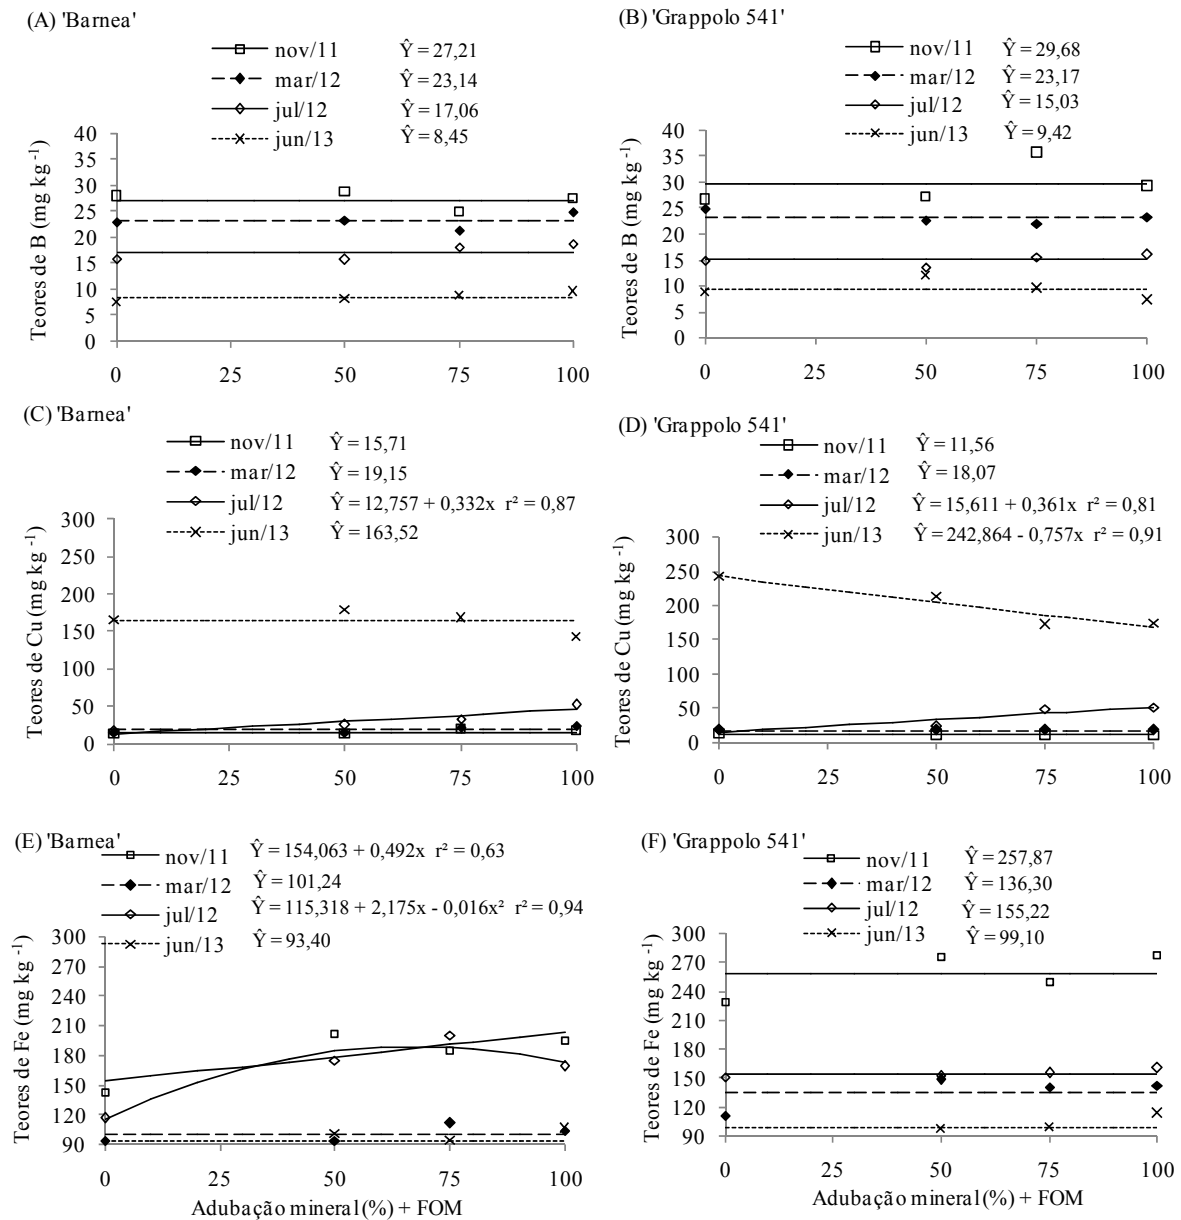 (A) 'Barnea'
nov/11 Ŷ = 27,21
mar/12 Ŷ = 23,14
jul/12 Ŷ = 17,06
jun/13 Ŷ = 8,45
Teores de B (mg kg⁻¹)
40
35
30
25
20
15
10
5
0
0 25 50 75 100
(B) 'Grappolo 541'
nov/11 Ŷ = 29,68
mar/12 Ŷ = 23,17
jul/12 Ŷ = 15,03
jun/13 Ŷ = 9,42
Teores de B (mg kg⁻¹)
40
35
30
25
20
15
10
5
0
0 25 50 75 100
(C) 'Barnea'
nov/11 Ŷ = 15,71
mar/12 Ŷ = 19,15
jul/12 Ŷ = 12,757 + 0,332x r² = 0,87
jun/13 Ŷ = 163,52
Teores de Cu (mg kg⁻¹)
300
250
200
150
100
50
0
0 25 50 75 100
(D) 'Grappolo 541'
nov/11 Ŷ = 11,56
mar/12 Ŷ = 18,07
jul/12 Ŷ = 15,611 + 0,361x r² = 0,81
jun/13 Ŷ = 242,864 - 0,757x r² = 0,91
Teores de Cu (mg kg⁻¹)
300
250
200
150
100
50
0
0 25 50 75 100
(E) 'Barnea'
nov/11 Ŷ = 154,063 + 0,492x r² = 0,63
mar/12 Ŷ = 101,24
jul/12 Ŷ = 115,318 + 2,175x - 0,016x² r² = 0,94
jun/13 Ŷ = 93,40
Teores de Fe (mg kg⁻¹)
300
270
240
210
180
150
120
90
0 25 50 75 100
Adubação mineral (%) + FOM
(F) 'Grappolo 541'
nov/11 Ŷ = 257,87
mar/12 Ŷ = 136,30
jul/12 Ŷ = 155,22
jun/13 Ŷ = 99,10
Teores de Fe (mg kg⁻¹)
300
270
240
210
180
150
120
90
0 25 50 75 100
Adubação mineral (%) + FOM